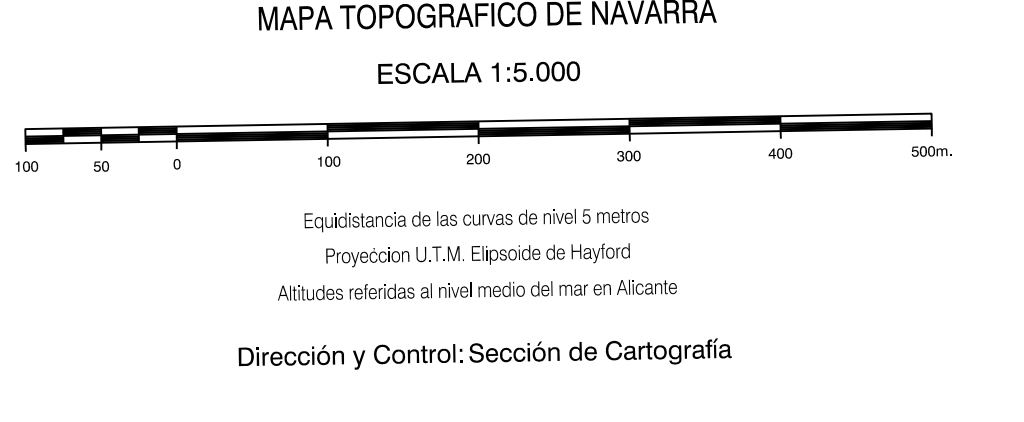 MAPA TOPOGRAFICO DE NAVARRA
ESCALA 1:5.000
100 50 0 100 200 300 400 500m.
Equidistancia de las curvas de nivel 5 metros
Proyeccion U.T.M. Elipsoide de Hayford
Altitudes referidas al nivel medio del mar en Alicante
Dirección y Control: Sección de Cartografía